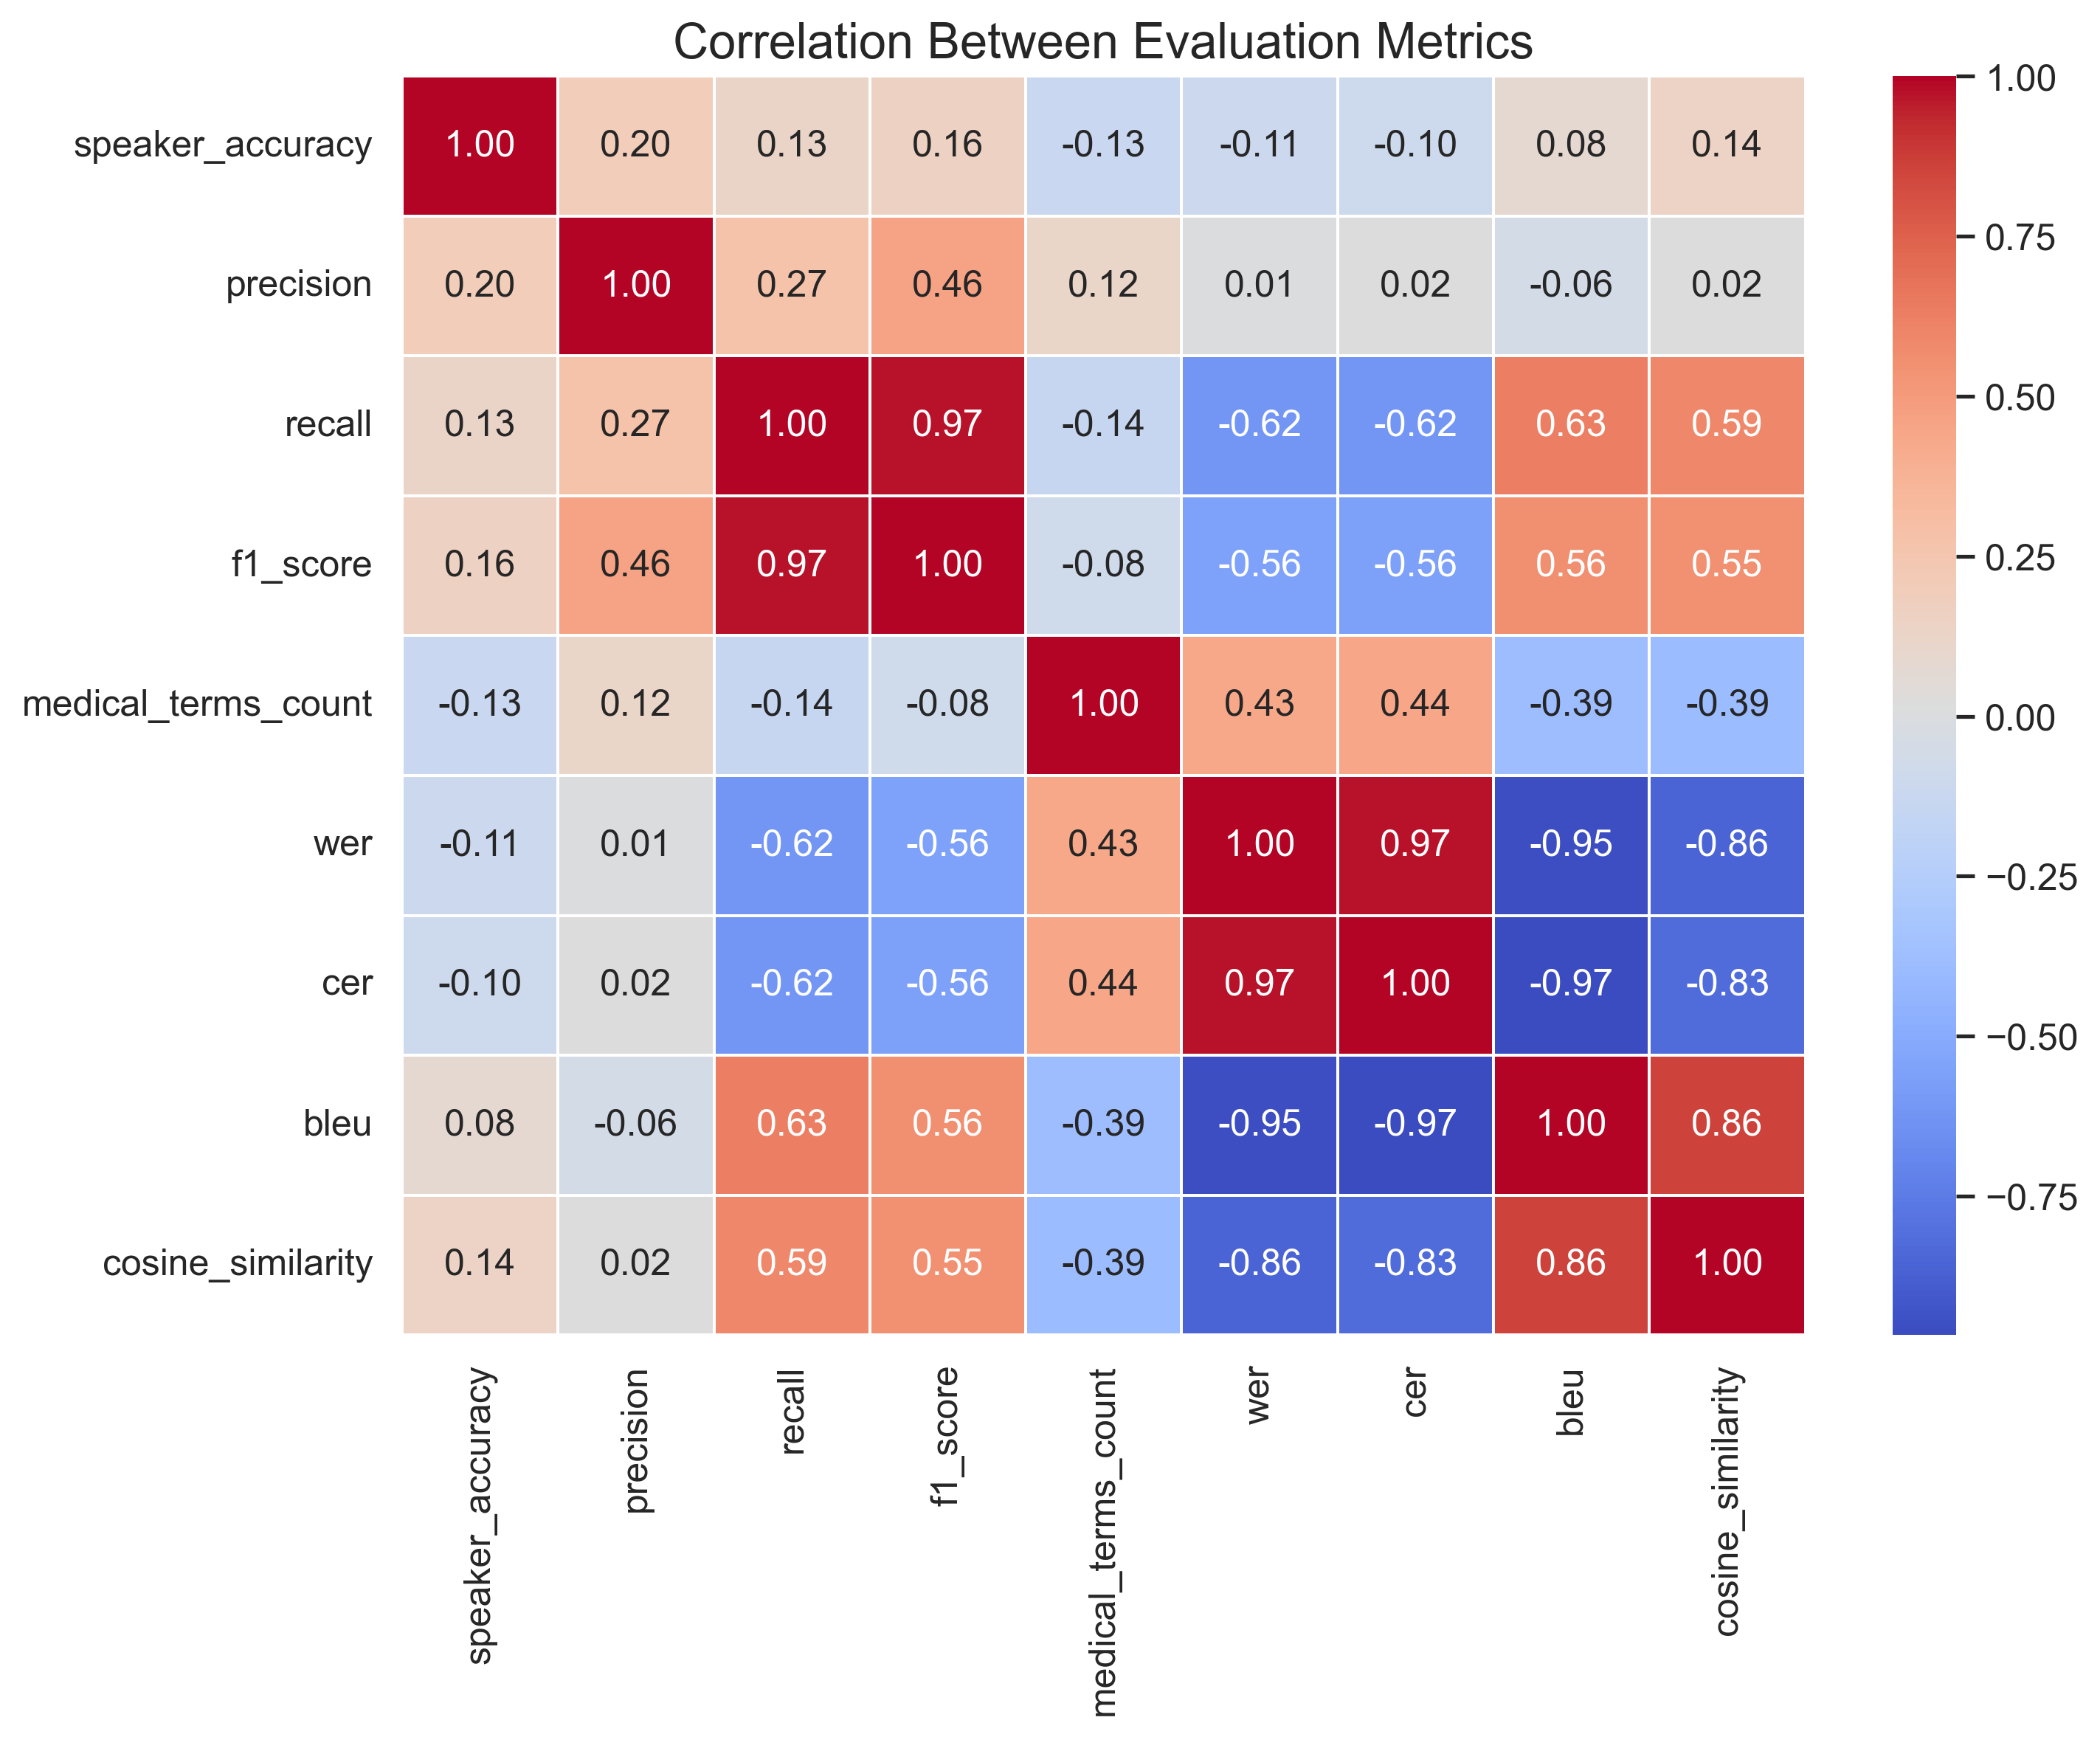 Correlation Between Evaluation Metrics
speaker_accuracy 1.00 0.20 0.13 0.16 -0.13 -0.11 -0.10 0.08 0.14
precision 0.20 1.00 0.27 0.46 0.12 0.01 0.02 -0.06 0.02
recall 0.13 0.27 1.00 0.97 -0.14 -0.62 -0.62 0.63 0.59
f1_score 0.16 0.46 0.97 1.00 -0.08 -0.56 -0.56 0.56 0.55
medical_terms_count -0.13 0.12 -0.14 -0.08 1.00 0.43 0.44 -0.39 -0.39
wer -0.11 0.01 -0.62 -0.56 0.43 1.00 0.97 -0.95 -0.86
cer -0.10 0.02 -0.62 -0.56 0.44 0.97 1.00 -0.97 -0.83
bleu 0.08 -0.06 0.63 0.56 -0.39 -0.95 -0.97 1.00 0.86
cosine_similarity 0.14 0.02 0.59 0.55 -0.39 -0.86 -0.83 0.86 1.00
speaker_accuracy
precision
recall
f1_score
medical_terms_count
wer
cer
bleu
cosine_similarity
1.00
0.75
0.50
0.25
0.00
−0.25
−0.50
−0.75